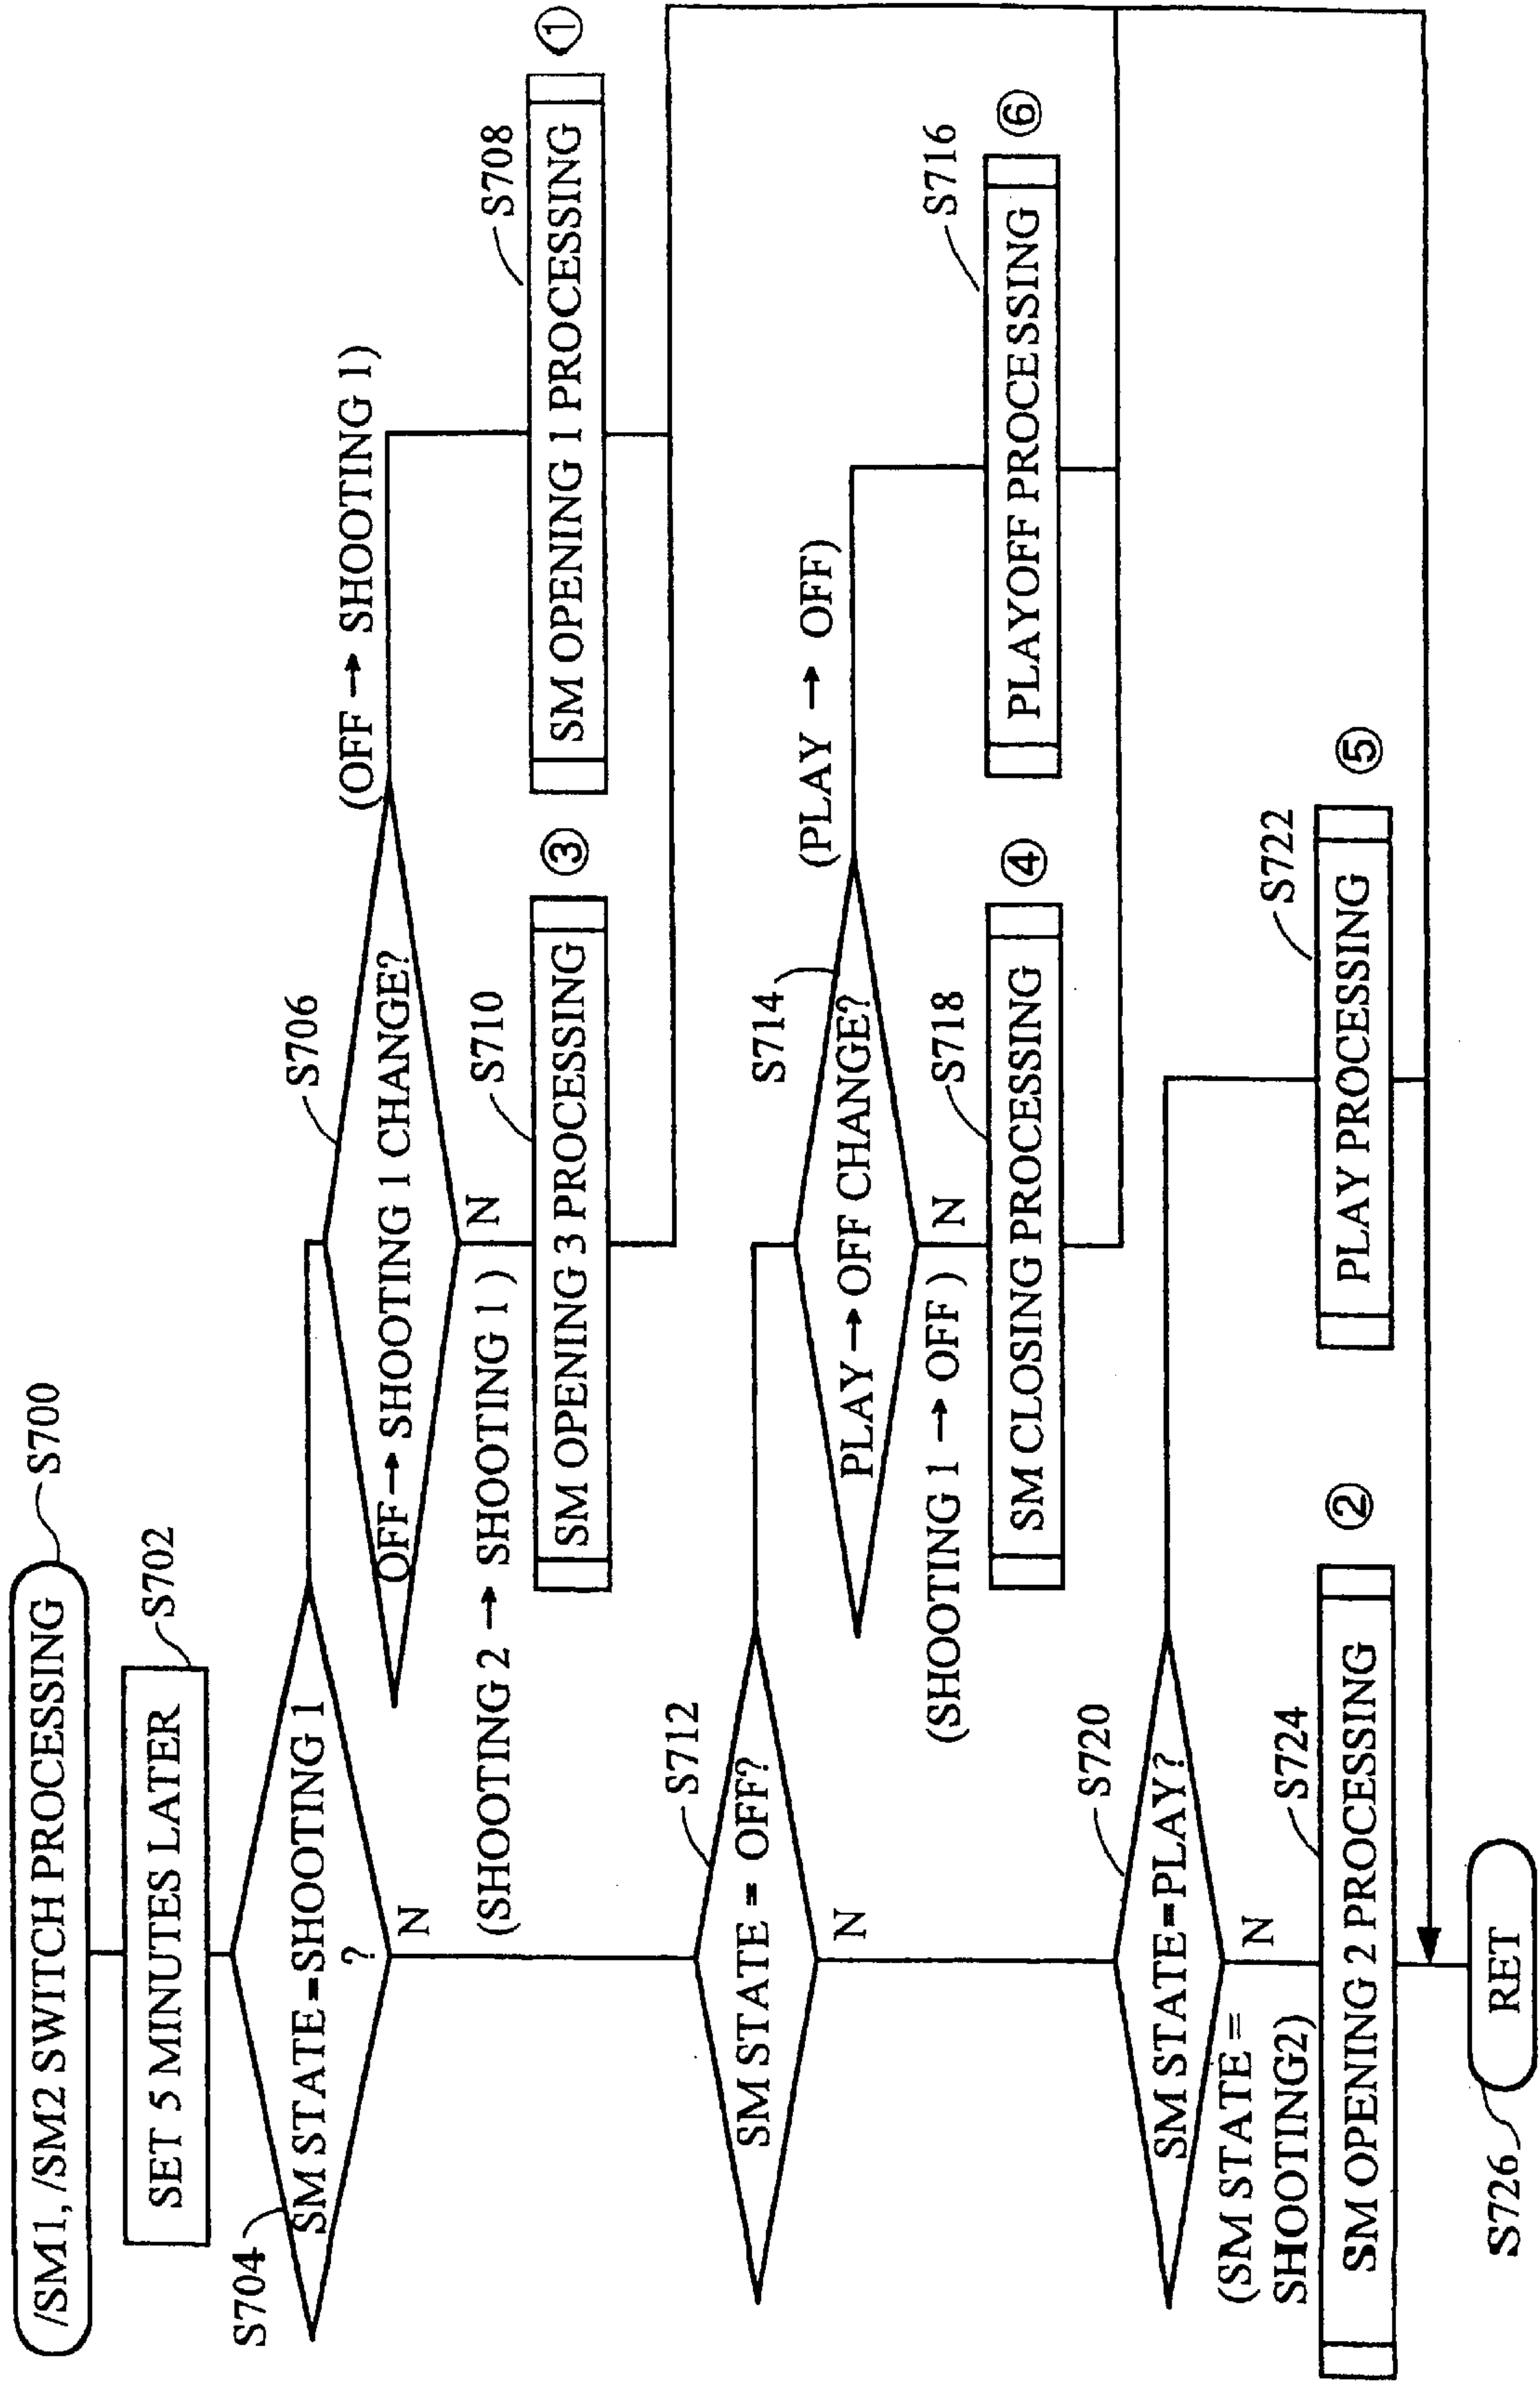 /SM1, /SM2 SWITCH PROCESSING
S700
SET 5 MINUTES LATER
S702
S704
SM STATE=SHOOTING 1
?
N
S706
OFF → SHOOTING 1 CHANGE?
(OFF → SHOOTING 1)
N
(SHOOTING 2 → SHOOTING 1 )
S710
SM OPENING 3 PROCESSING
③
S708
SM OPENING 1 PROCESSING
①
S712
SM STATE = OFF?
N
S714
PLAY → OFF CHANGE?
(PLAY → OFF)
N
(SHOOTING 1 → OFF )
S718
SM CLOSING PROCESSING
④
S716
PLAYOFF PROCESSING
⑥
S720
SM STATE=PLAY?
N
(SM STATE =
SHOOTING2)
S724
SM OPENING 2 PROCESSING
②
S722
PLAY PROCESSING
⑤
S726
RET